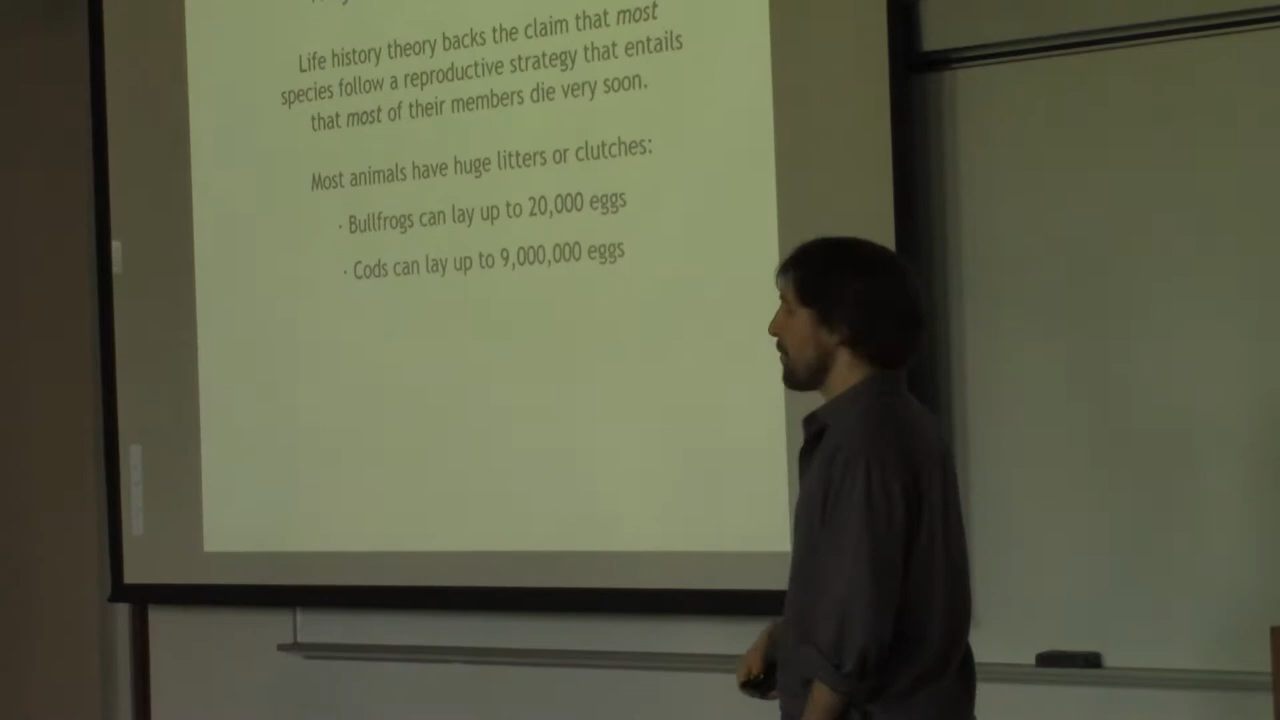 Life history theory backs the claim that most
species follow a reproductive strategy that entails
that most of their members die very soon.
Most animals have huge litters or clutches:
· Bullfrogs can lay up to 20,000 eggs
· Cods can lay up to 9,000,000 eggs